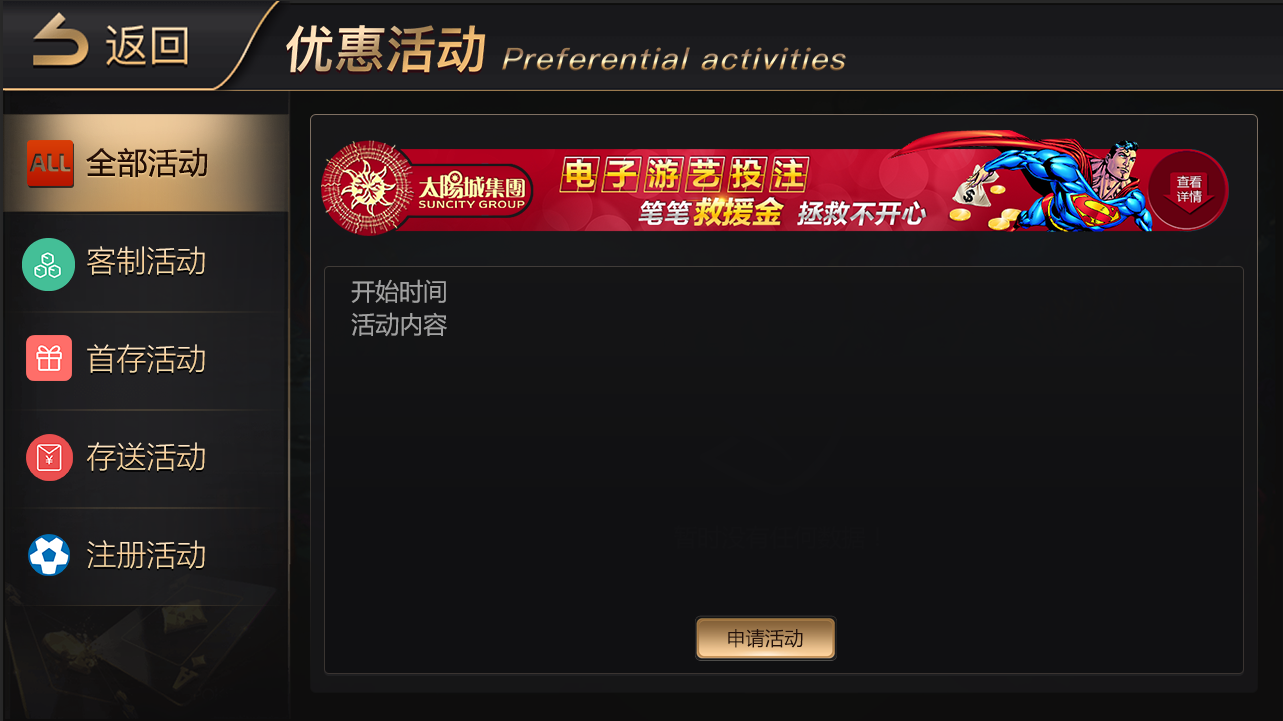 返回
优惠活动 Preferential activities
ALL 全部活动
客制活动
首存活动
存送活动
注册活动
太陽城集團
SUNCITY GROUP
电子游艺投注
笔笔救援金 拯救不开心
$
查看
详情
开始时间
活动内容
申请活动